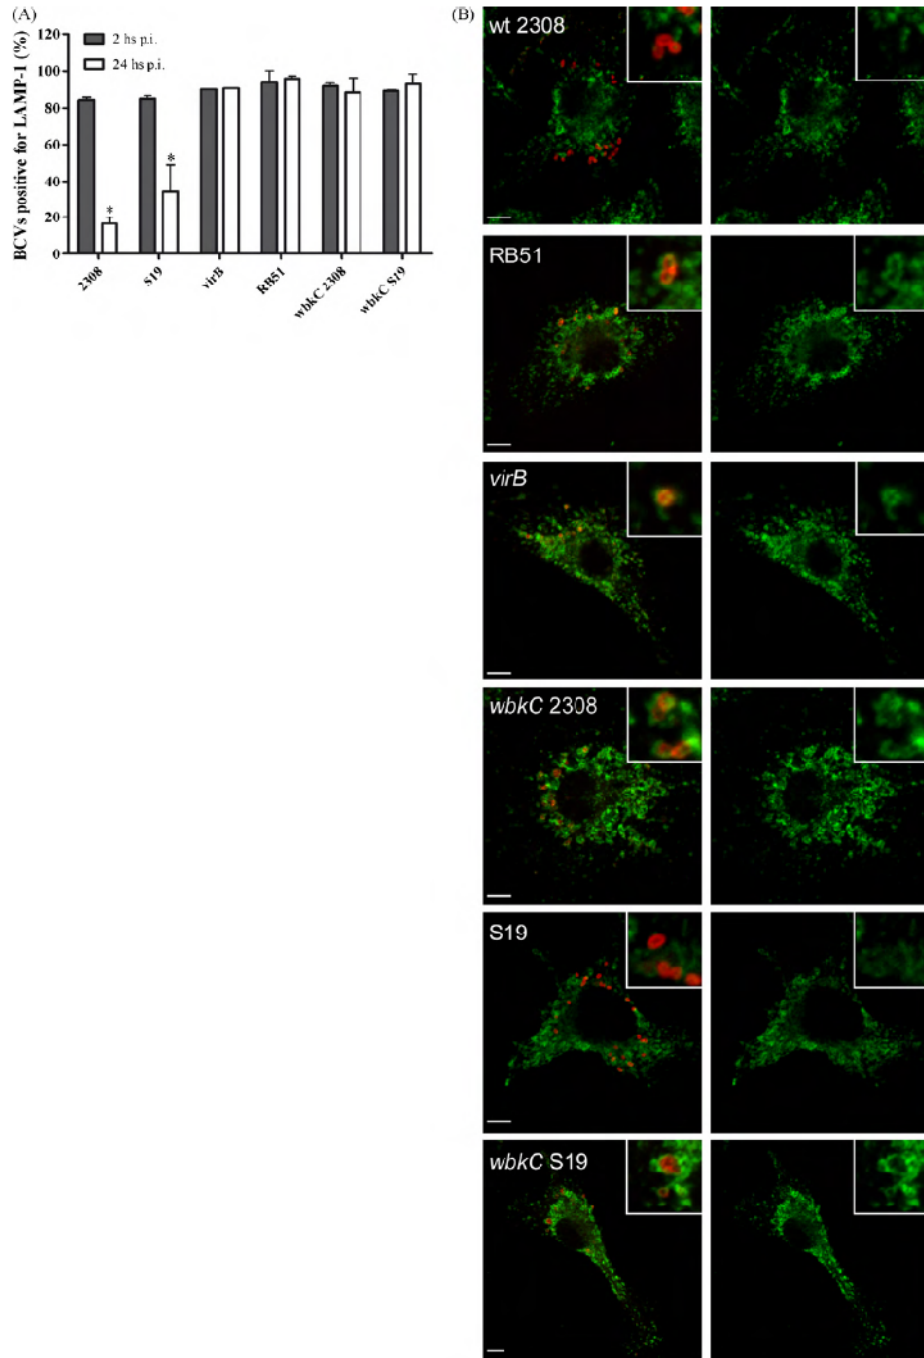 (A)
BCVs positive for LAMP-1 (%)
120
100
80
60
40
20
0
2 hs p.i.
24 hs p.i.
*
*
2308
S19
virB
RB51
wbkC 2308
wbkC S19
(B)
wt 2308
RB51
virB
wbkC 2308
S19
wbkC S19